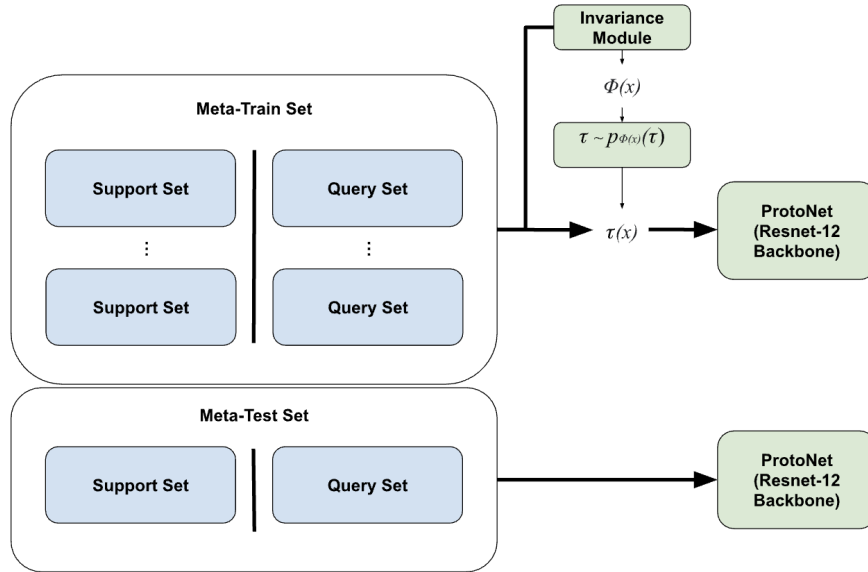 Invariance
Module
Φ(x)
τ ~ pΦ(x)(τ)
Meta-Train Set
Support Set
Query Set
⋮
⋮
Support Set
Query Set
τ(x)
ProtoNet
(Resnet-12
Backbone)
Meta-Test Set
Support Set
Query Set
ProtoNet
(Resnet-12
Backbone)